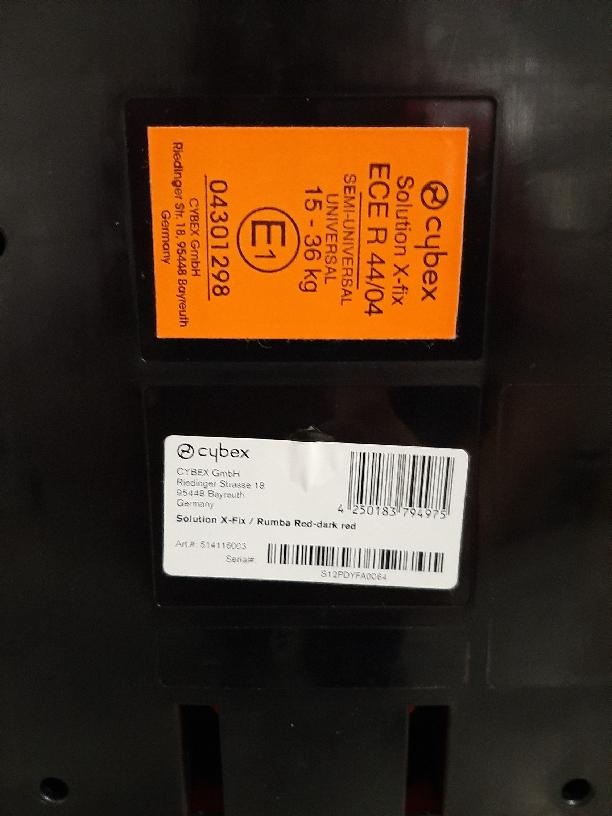 cybex
Solution X-fix
ECE R 44/04
SEMI-UNIVERSAL
UNIVERSAL
15 - 36 kg
E1
04301298
CYBEX GmbH
Riedinger Str. 18, 95448 Bayreuth
Germany
cybex
CYBEX GmbH
Riedinger Strasse 18
95448 Bayreuth
Germany
4 250183 794975
Solution X-Fix / Rumba Red-dark red
Art.#: 514116003
Serial#:
S12PDYFA0064